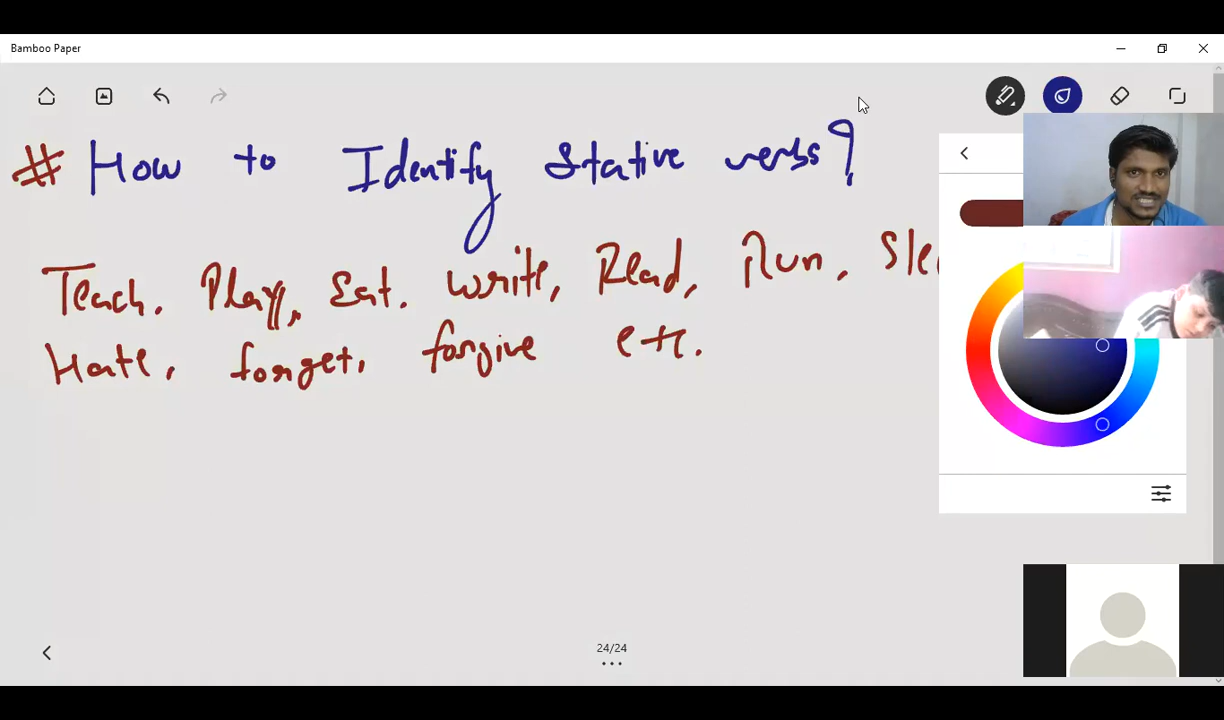 Bamboo Paper
# How to Identify Stative verbs?
Teach. Play, Eat. write, Read, Run, Sle
Hate, forget, forgive etc.
24/24